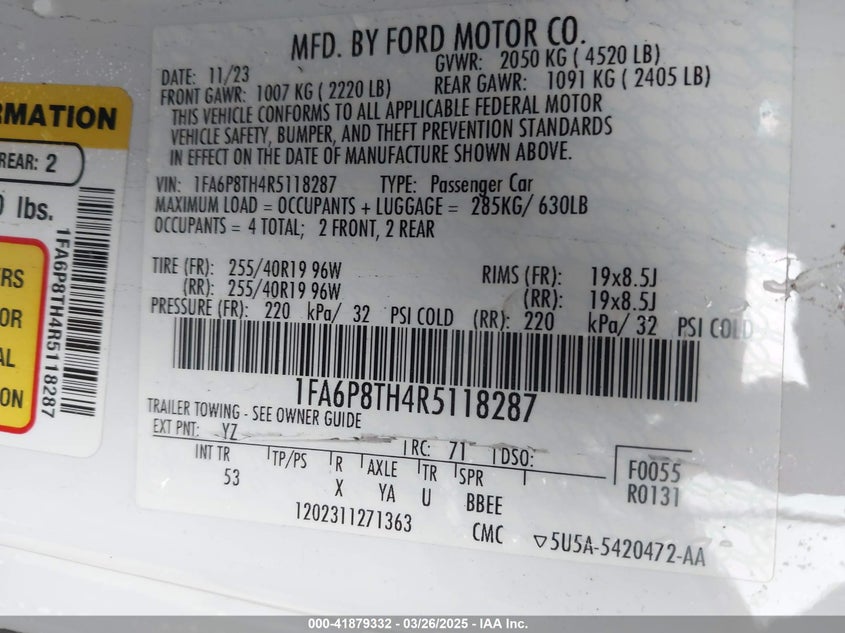 MFD. BY FORD MOTOR CO.
DATE: 11/23 GVWR: 2050 KG ( 4520 LB)
FRONT GAWR: 1007 KG ( 2220 LB) REAR GAWR: 1091 KG ( 2405 LB)
THIS VEHICLE CONFORMS TO ALL APPLICABLE FEDERAL MOTOR
VEHICLE SAFETY, BUMPER, AND THEFT PREVENTION STANDARDS
IN EFFECT ON THE DATE OF MANUFACTURE SHOWN ABOVE.
VIN: 1FA6P8TH4R5118287 TYPE: Passenger Car
MAXIMUM LOAD = OCCUPANTS + LUGGAGE = 285KG/ 630LB
OCCUPANTS = 4 TOTAL; 2 FRONT, 2 REAR
TIRE (FR): 255/40R19 96W RIMS (FR): 19x8.5J
(RR): 255/40R19 96W (RR): 19x8.5J
PRESSURE (FR): 220 kPa/ 32 PSI COLD (RR): 220 kPa/ 32 PSI COLD
1FA6P8TH4R5118287
TRAILER TOWING - SEE OWNER GUIDE
EXT PNT: YZ RC: 71 DSO:
INT TR TP/PS R AXLE TR SPR
53 X YA U BBEE
F0055
R0131
1202311271363 CMC
▽5U5A-5420472-AA
RMATION
REAR: 2
lbs.
1FA6P8TH4R5118287
ERS
OR
AL
ON
000-41879332 - 03/26/2025 - IAA Inc.